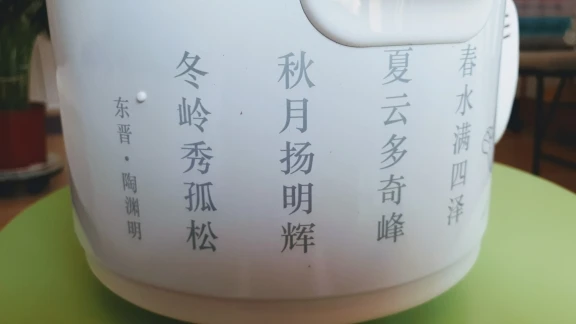 春水满四泽
夏云多奇峰
秋月扬明辉
冬岭秀孤松
东晋·陶渊明